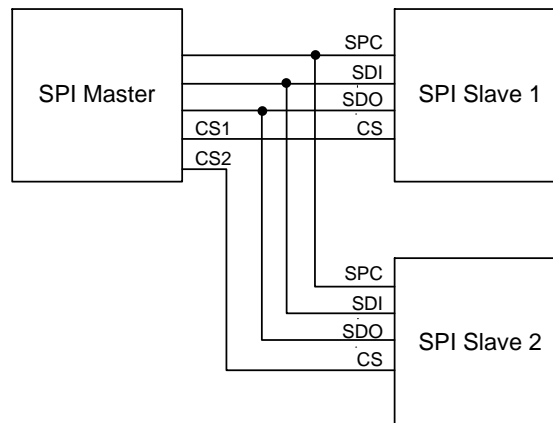 SPI Master
CS1
CS2
SPC
SDI
SDO
CS
SPI Slave 1
SPC
SDI
SDO
CS
SPI Slave 2